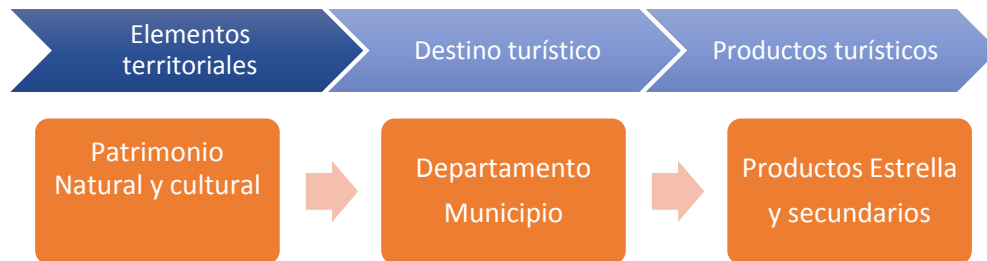 Elementos
territoriales
Destino turístico
Productos turísticos
Patrimonio
Natural y cultural
Departamento
Municipio
Productos Estrella
y secundarios